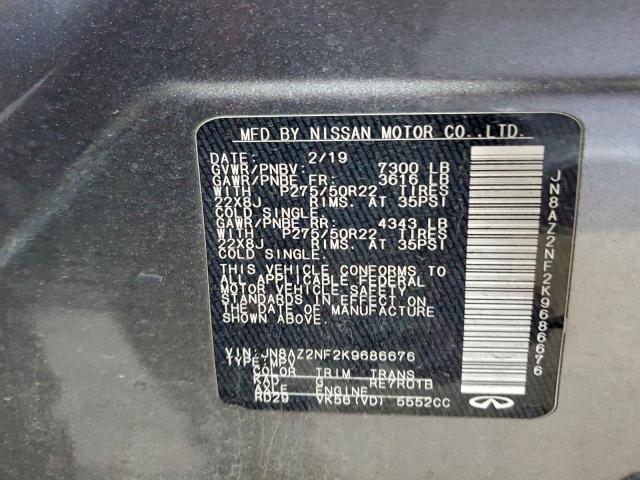 MFD BY NISSAN MOTOR CO.,LTD.
DATE: 2/19
GVWR/PNBV: 7300 LB
GAWR/PNBE FR: 3616 LB
WITH P275/50R22 TIRES
22X8J RIMS. AT 35PSI
COLD SINGLE.
GAWR/PNBE RR: 4343 LB
WITH P275/50R22 TIRES
22X8J RIMS. AT 35PSI
COLD SINGLE.
THIS VEHICLE CONFORMS TO
ALL APPLICABLE FEDERAL
MOTOR VEHICLE SAFETY
STANDARDS IN EFFECT ON
THE DATE OF MANUFACTURE
SHOWN ABOVE.
VIN: JN8AZ2NF2K9686676
TYPE: MPV
COLOR TRIM TRANS
KAD G RE7R01B
AXLE ENGINE
RD29 VK56(VD) 5552CC
JN8AZ2NF2K9686676
INFINITI